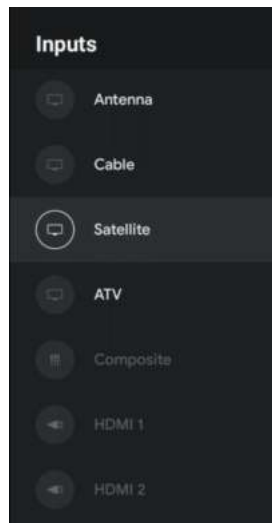 Inputs
Antenna
Cable
Satellite
ATV
Composite
HDMI 1
HDMI 2